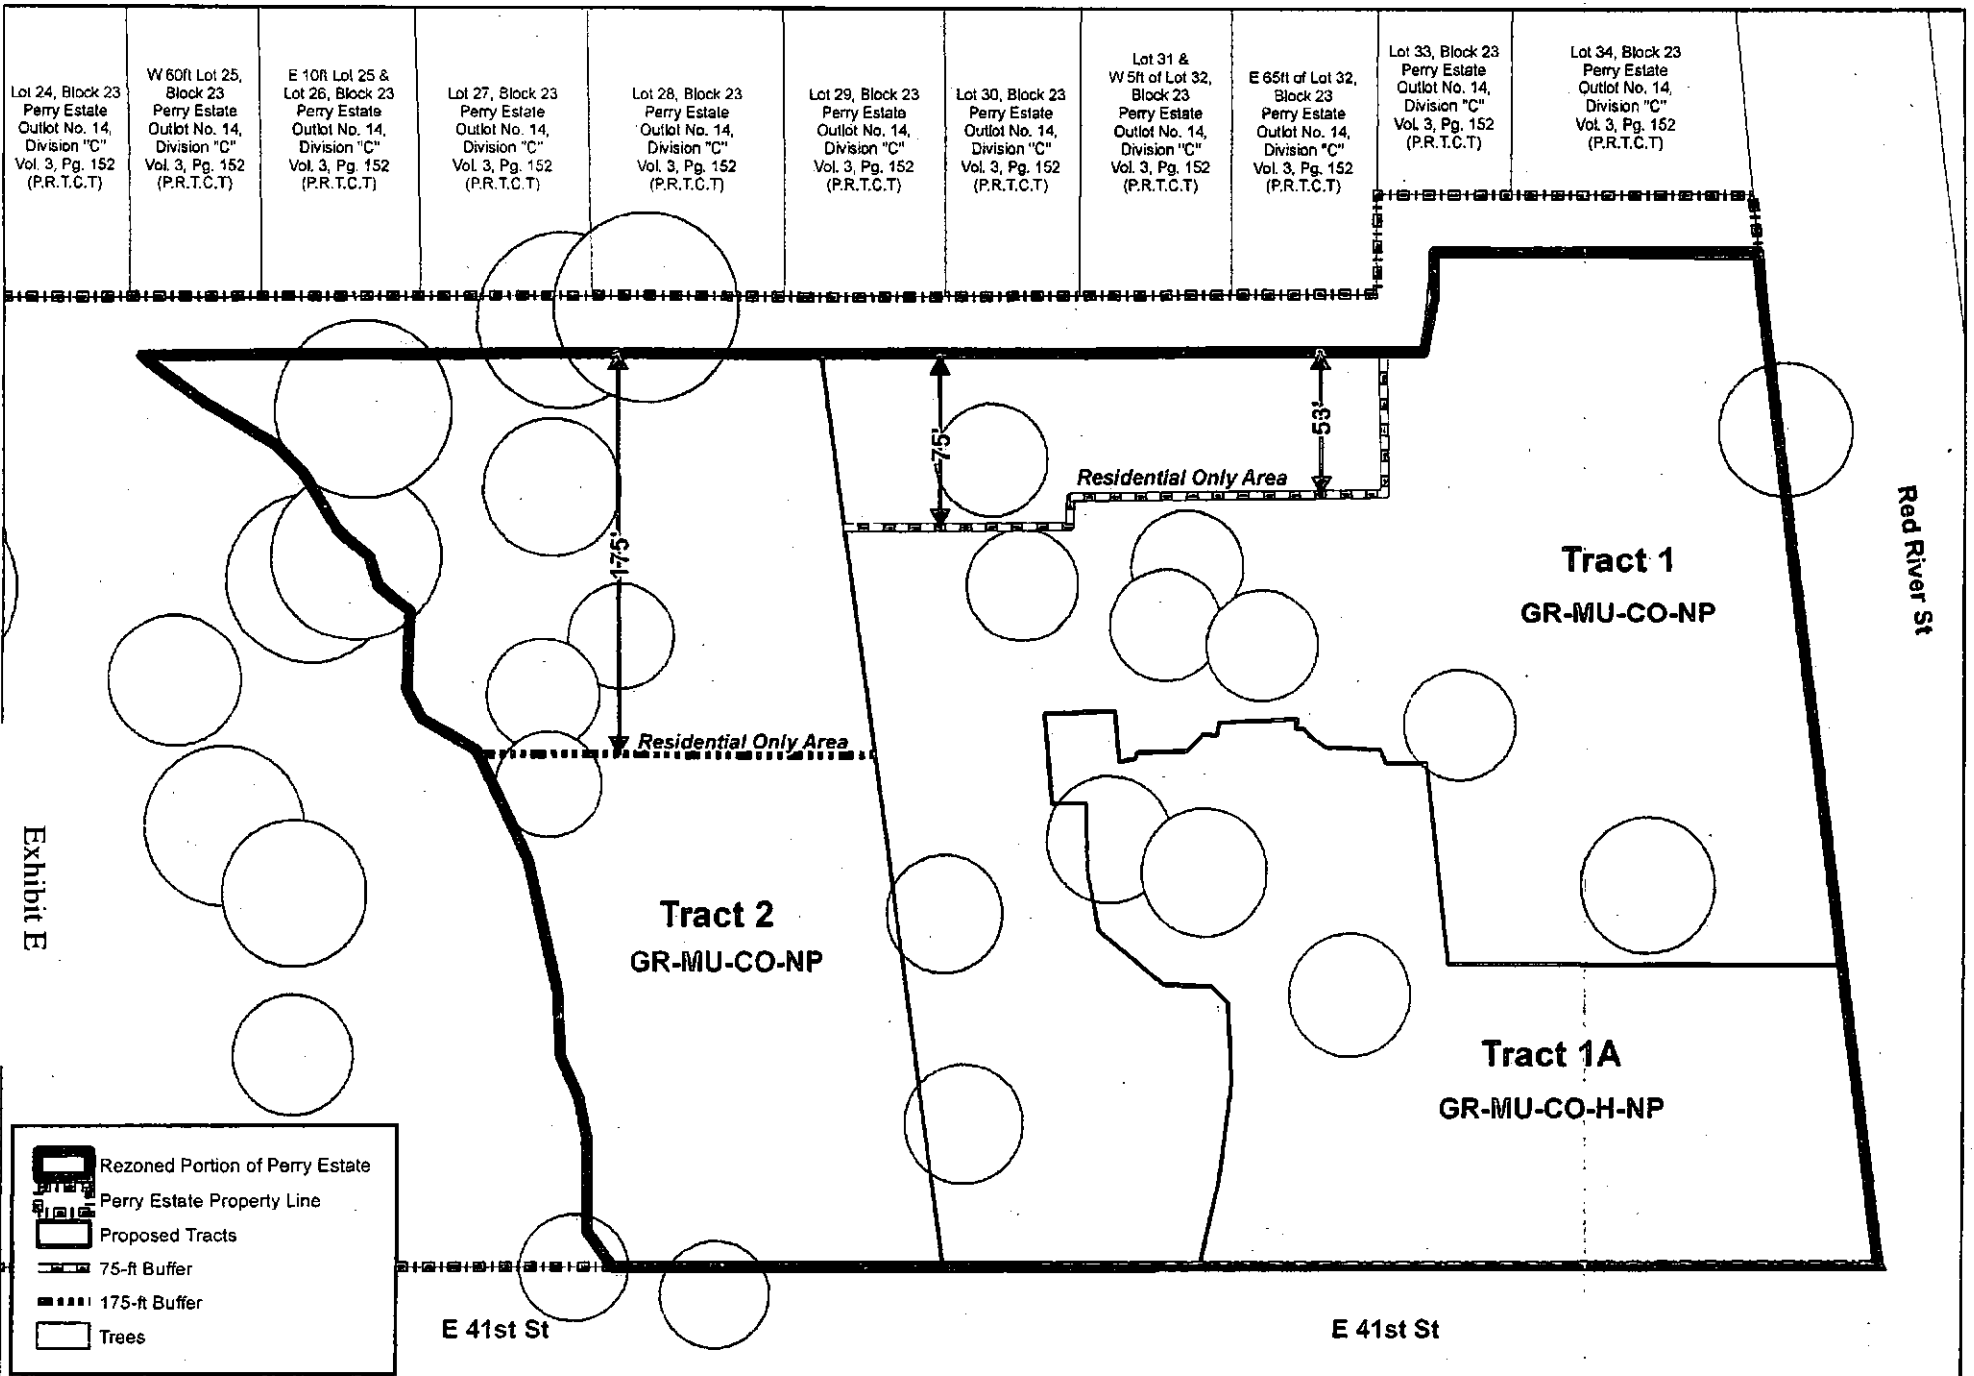 Lot 24, Block 23
Perry Estate
Outlot No. 14,
Division "C"
Vol. 3, Pg. 152
(P.R.T.C.T)
W 60ft Lot 25,
Block 23
Perry Estate
Outlot No. 14,
Division "C"
Vol. 3, Pg. 152
(P.R.T.C.T)
E 10ft Lot 25 &
Lot 26, Block 23
Perry Estate
Outlot No. 14,
Division "C"
Vol. 3, Pg. 152
(P.R.T.C.T)
Lot 27, Block 23
Perry Estate
Outlot No. 14,
Division "C"
Vol. 3, Pg. 152
(P.R.T.C.T)
Lot 28, Block 23
Perry Estate
Outlot No. 14,
Division "C"
Vol. 3, Pg. 152
(P.R.T.C.T)
Lot 29, Block 23
Perry Estate
Outlot No. 14,
Division "C"
Vol. 3, Pg. 152
(P.R.T.C.T)
Lot 30, Block 23
Perry Estate
Outlot No. 14,
Division "C"
Vol. 3, Pg. 152
(P.R.T.C.T)
Lot 31 &
W 5ft of Lot 32,
Block 23
Perry Estate
Outlot No. 14,
Division "C"
Vol. 3, Pg. 152
(P.R.T.C.T)
E 65ft of Lot 32,
Block 23
Perry Estate
Outlot No. 14,
Division "C"
Vol. 3, Pg. 152
(P.R.T.C.T)
Lot 33, Block 23
Perry Estate
Outlot No. 14,
Division "C"
Vol. 3, Pg. 152
(P.R.T.C.T)
Lot 34, Block 23
Perry Estate
Outlot No. 14,
Division "C"
Vol. 3, Pg. 152
(P.R.T.C.T)
175'
75'
53'
Residential Only Area
Residential Only Area
Tract 1
GR-MU-CO-NP
Red River St
Tract 2
GR-MU-CO-NP
Tract 1A
GR-MU-CO-H-NP
Exhibit E
Rezoned Portion of Perry Estate
Perry Estate Property Line
Proposed Tracts
75-ft Buffer
175-ft Buffer
Trees
E 41st St
E 41st St